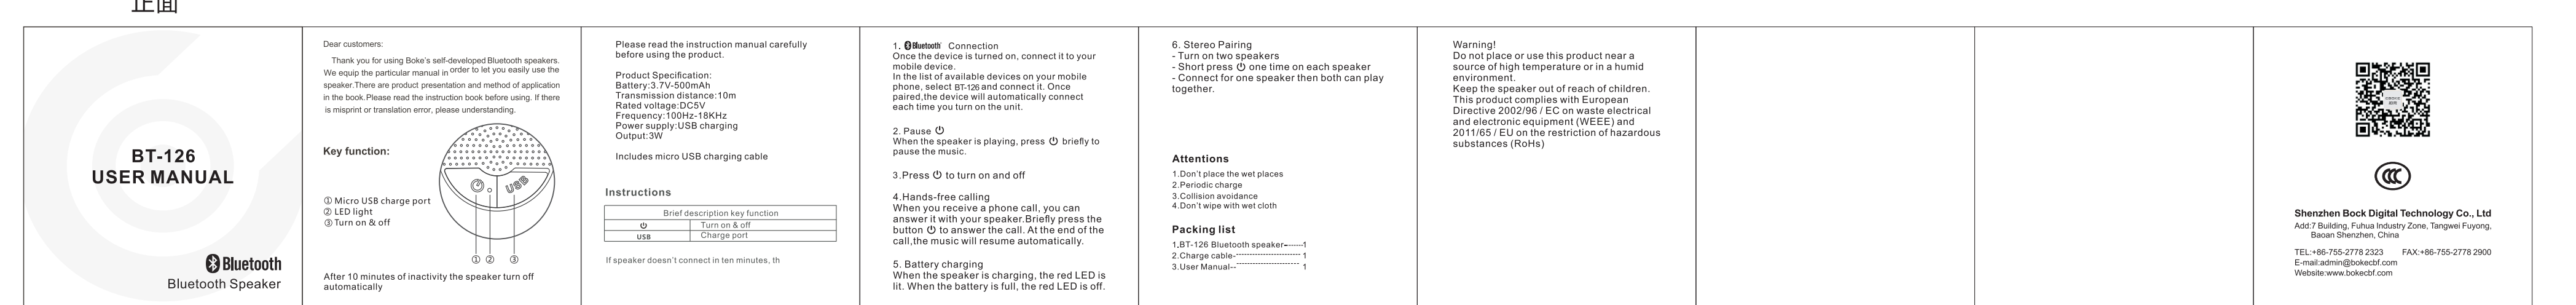 正面
BT-126
USER MANUAL
Bluetooth
Bluetooth Speaker
Dear customers:
Thank you for using Boke's self-developed Bluetooth speakers.
We equip the particular manual in order to let you easily use the
speaker.There are product presentation and method of application
in the book.Please read the instruction book before using. If there
is misprint or translation error, please understanding.
Key function:
USB
① Micro USB charge port
② LED light
③ Turn on & off
① ② ③
After 10 minutes of inactivity the speaker turn off
automatically
Please read the instruction manual carefully
before using the product.
Product Specification:
Battery:3.7V-500mAh
Transmission distance:10m
Rated voltage:DC5V
Frequency:100Hz-18KHz
Power supply:USB charging
Output:3W
Includes micro USB charging cable
Instructions
Brief description key function
⏻ Turn on & off
USB Charge port
If speaker doesn't connect in ten minutes, th
1. Bluetooth Connection
Once the device is turned on, connect it to your
mobile device.
In the list of available devices on your mobile
phone, select BT-126 and connect it. Once
paired,the device will automatically connect
each time you turn on the unit.
2. Pause ⏻
When the speaker is playing, press ⏻ briefly to
pause the music.
3.Press ⏻ to turn on and off
4.Hands-free calling
When you receive a phone call, you can
answer it with your speaker.Briefly press the
button ⏻ to answer the call. At the end of the
call,the music will resume automatically.
5. Battery charging
When the speaker is charging, the red LED is
lit. When the battery is full, the red LED is off.
6. Stereo Pairing
- Turn on two speakers
- Short press ⏻ one time on each speaker
- Connect for one speaker then both can play
together.
Attentions
1.Don't place the wet places
2.Periodic charge
3.Collision avoidance
4.Don't wipe with wet cloth
Packing list
1.BT-126 Bluetooth speaker-------1
2.Charge cable------------------------ 1
3.User Manual------------------------ 1
Warning!
Do not place or use this product near a
source of high temperature or in a humid
environment.
Keep the speaker out of reach of children.
This product complies with European
Directive 2002/96 / EC on waste electrical
and electronic equipment (WEEE) and
2011/65 / EU on the restriction of hazardous
substances (RoHs)
CCC
Shenzhen Bock Digital Technology Co., Ltd
Add:7 Building, Fuhua Industry Zone, Tangwei Fuyong,
Baoan Shenzhen, China
TEL:+86-755-2778 2323 FAX:+86-755-2778 2900
E-mail:admin@bokecbf.com
Website:www.bokecbf.com